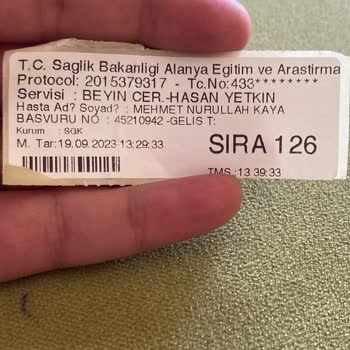 T.C. Saglik Bakanligi Alanya Egitim ve Arastirma
Protocol: 2015379317 - Tc.No:433********
Servisi : BEYIN CER.-HASAN YETKIN
Hasta Ad? Soyad? : MEHMET NURULLAH KAYA
BASVURU NO : 45210942 -GELIS T:
Kurum : SGK
M. Tar:19.09.2023-13:29:33
SIRA 126
TMS :13:39:33